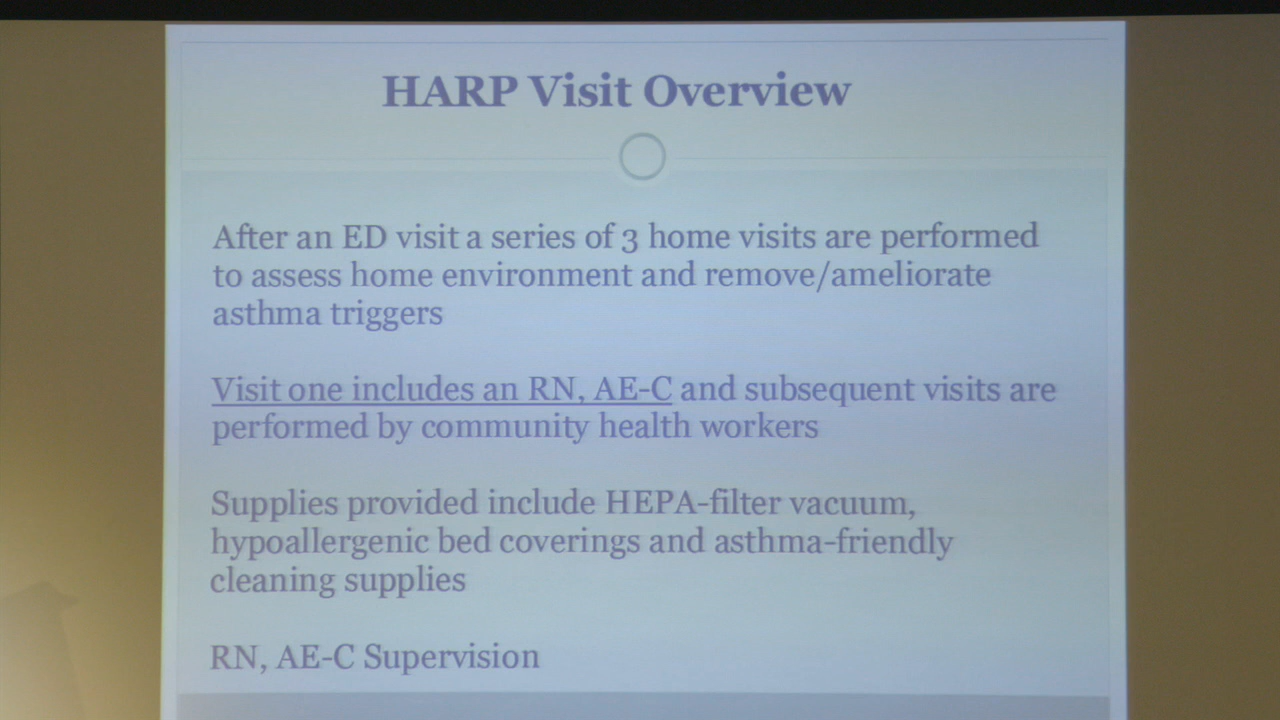 HARP Visit Overview
After an ED visit a series of 3 home visits are performed
to assess home environment and remove/ameliorate
asthma triggers
Visit one includes an RN, AE-C and subsequent visits are
performed by community health workers
Supplies provided include HEPA-filter vacuum,
hypoallergenic bed coverings and asthma-friendly
cleaning supplies
RN, AE-C Supervision